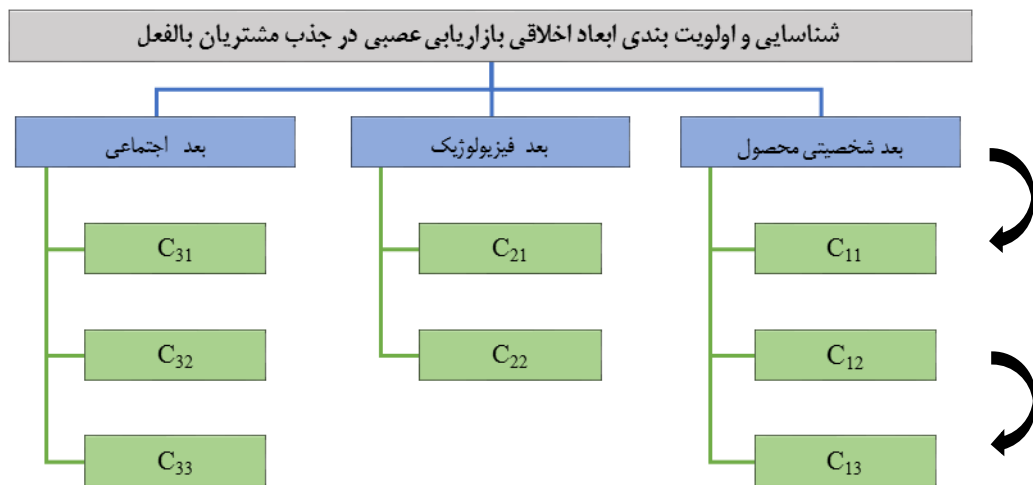 شناسایی و اولویت بندی ابعاد اخلاقی بازاریابی عصبی در جذب مشتریان بالفعل
بعد شخصیتی محصول
بعد فیزیولوژیک
بعد اجتماعی
C₁₁
C₂₁
C₃₁
C₁₂
C₂₂
C₃₂
C₁₃
C₃₃